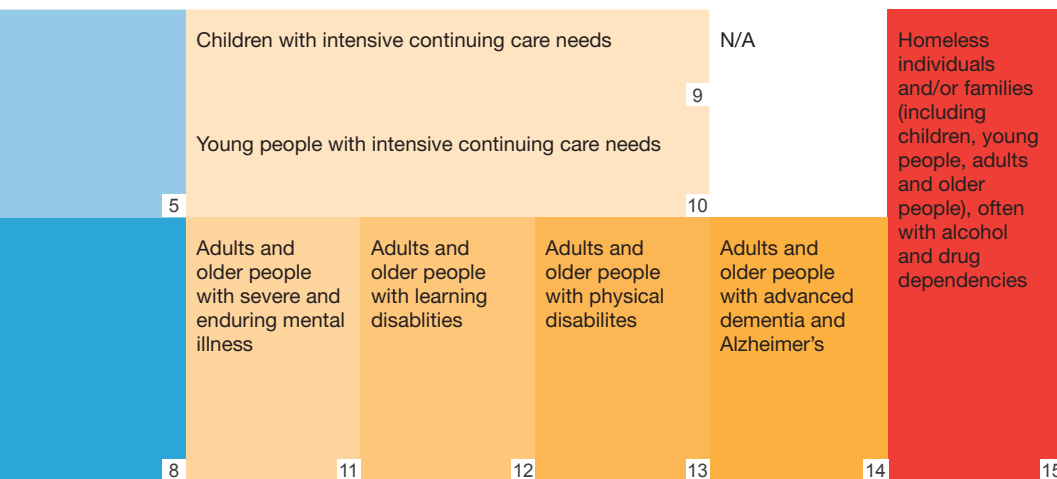 Children with intensive continuing care needs
9
Young people with intensive continuing care needs
5
10
N/A
Homeless
individuals
and/or families
(including
children, young
people, adults
and older
people), often
with alcohol
and drug
dependencies
Adults and
older people
with severe and
enduring mental
illness
Adults and
older people
with learning
disablities
Adults and
older people
with physical
disabilites
Adults and
older people
with advanced
dementia and
Alzheimer’s
8
11
12
13
14
15